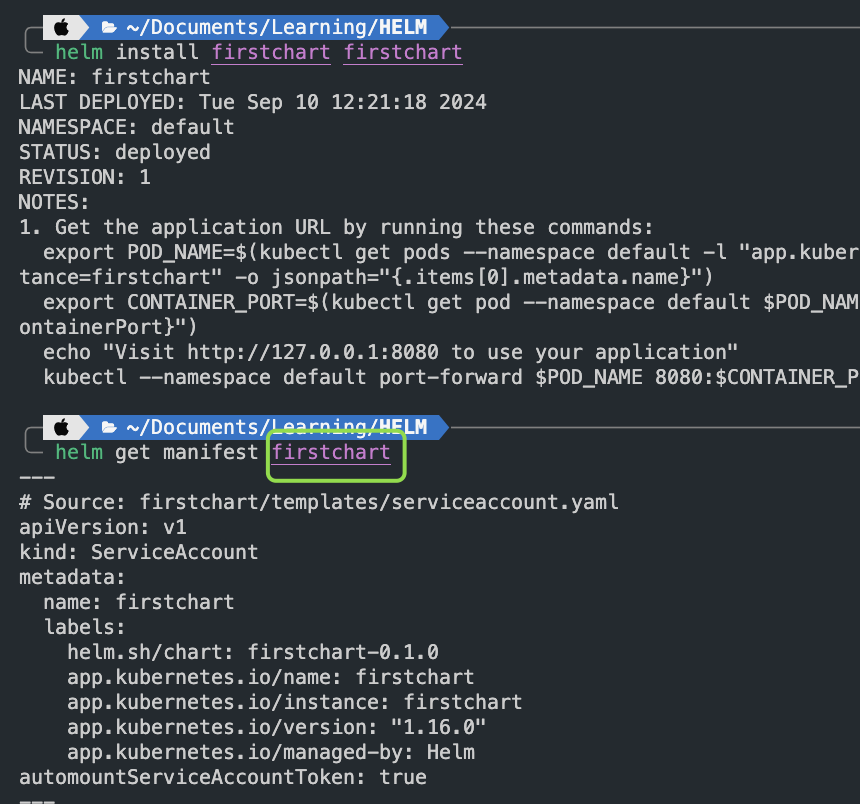 ~/Documents/Learning/HELM
helm install firstchart firstchart
NAME: firstchart
LAST DEPLOYED: Tue Sep 10 12:21:18 2024
NAMESPACE: default
STATUS: deployed
REVISION: 1
NOTES:
1. Get the application URL by running these commands:
  export POD_NAME=$(kubectl get pods --namespace default -l "app.kuber
tance=firstchart" -o jsonpath="{.items[0].metadata.name}")
  export CONTAINER_PORT=$(kubectl get pod --namespace default $POD_NAM
ontainerPort}")
  echo "Visit http://127.0.0.1:8080 to use your application"
  kubectl --namespace default port-forward $POD_NAME 8080:$CONTAINER_P
~/Documents/Learning/HELM
helm get manifest firstchart
---
# Source: firstchart/templates/serviceaccount.yaml
apiVersion: v1
kind: ServiceAccount
metadata:
  name: firstchart
  labels:
    helm.sh/chart: firstchart-0.1.0
    app.kubernetes.io/name: firstchart
    app.kubernetes.io/instance: firstchart
    app.kubernetes.io/version: "1.16.0"
    app.kubernetes.io/managed-by: Helm
automountServiceAccountToken: true
---